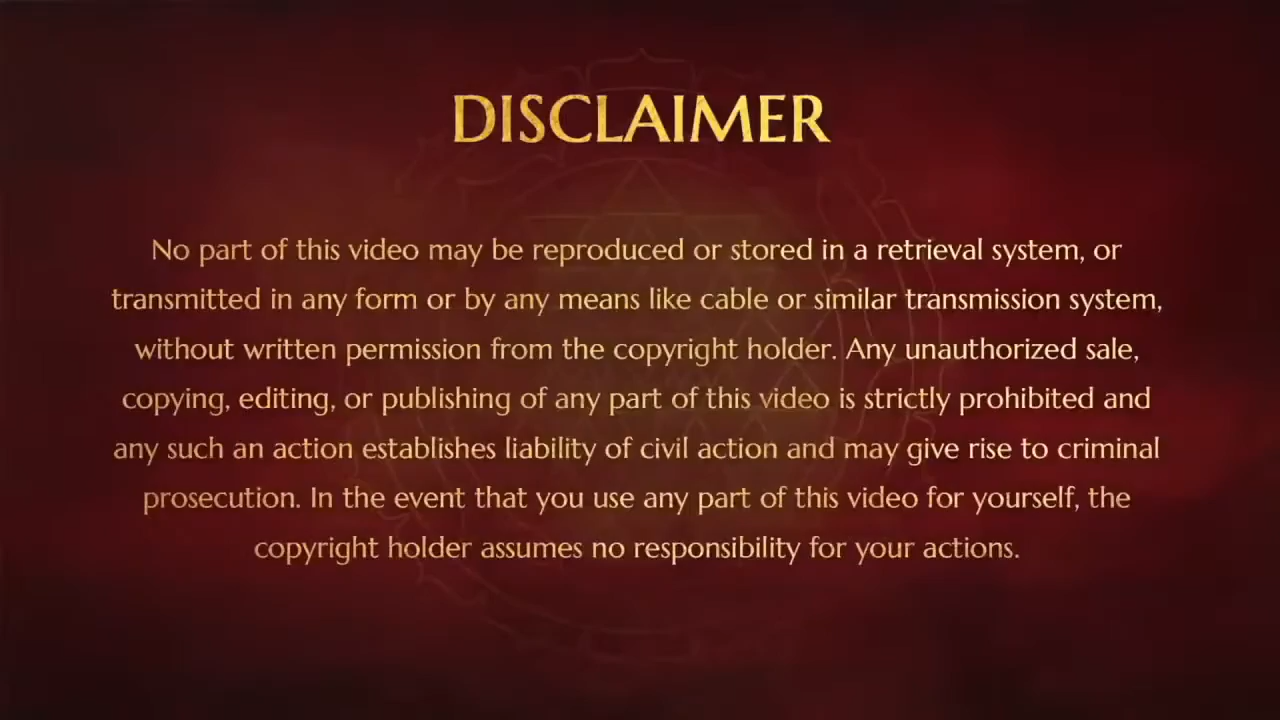 DISCLAIMER
No part of this video may be reproduced or stored in a retrieval system, or
transmitted in any form or by any means like cable or similar transmission system,
without written permission from the copyright holder. Any unauthorized sale,
copying, editing, or publishing of any part of this video is strictly prohibited and
any such an action establishes liability of civil action and may give rise to criminal
prosecution. In the event that you use any part of this video for yourself, the
copyright holder assumes no responsibility for your actions.